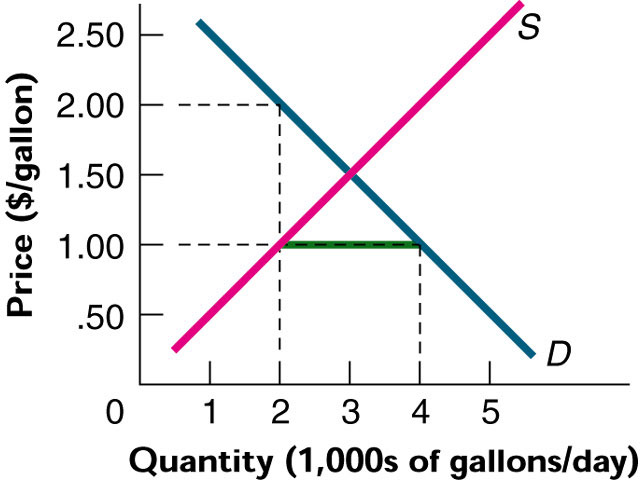 Price ($/gallon)
2.50
2.00
1.50
1.00
.50
0
1 2 3 4 5
S
D
Quantity (1,000s of gallons/day)